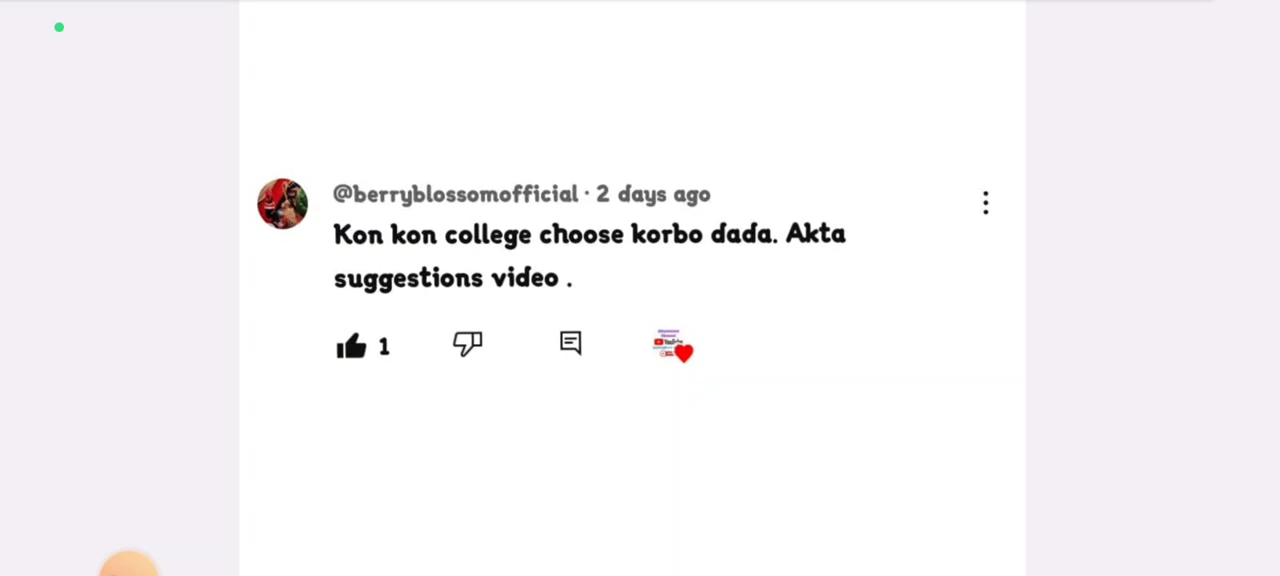 @berryblossomofficial · 2 days ago
Kon kon college choose korbo dada. Akta
suggestions video .
1